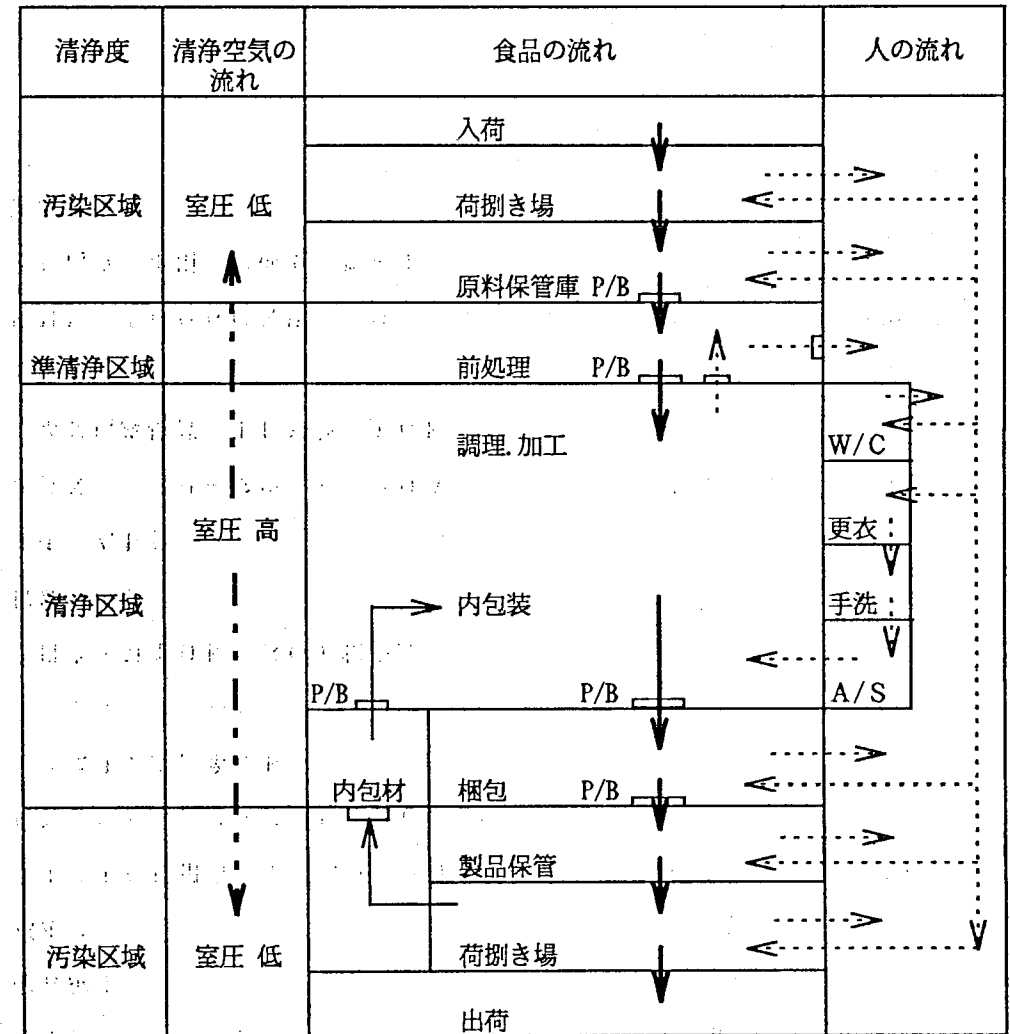 清浄度
清浄空気の
流れ
食品の流れ
人の流れ
入荷
汚染区域
室圧 低
荷捌き場
原料保管庫 P/B
準清浄区域
前処理 P/B
調理.加工
W/C
室圧 高
更衣
清浄区域
内包装
手洗
P/B
P/B
A/S
内包材
梱包 P/B
製品保管
汚染区域
室圧 低
荷捌き場
出荷